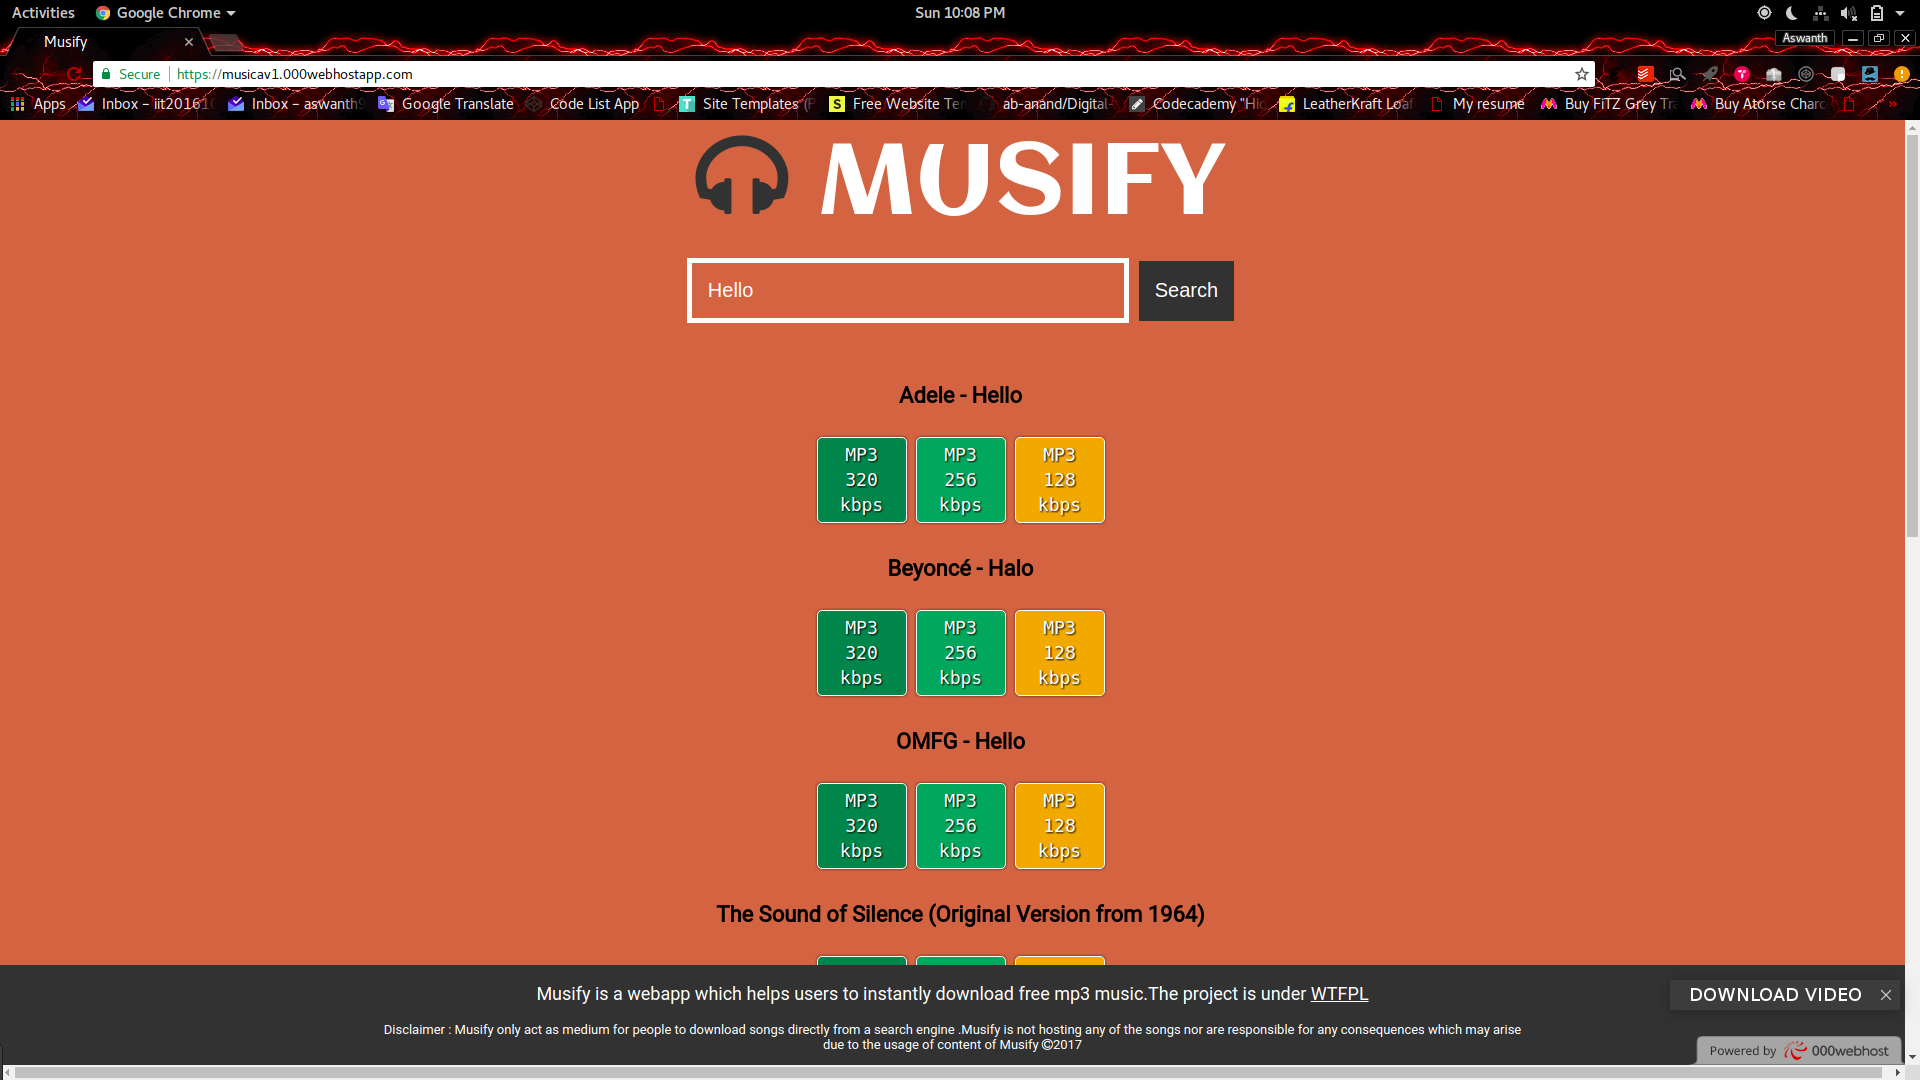 Activities Google Chrome Sun 10:08 PM
Musify Aswanth
Secure https://musicav1.000webhostapp.com
Apps Inbox – iit20161 Inbox – aswanth Google Translate Code List App Site Templates Free Website Ten ab-anand/Digital- Codecademy "Hi LeatherKraft Loaf My resume Buy FiTZ Grey Tra Buy Atorse Charc »
MUSIFY
Hello Search
Adele - Hello
MP3 MP3 MP3
320 256 128
kbps kbps kbps
Beyoncé - Halo
MP3 MP3 MP3
320 256 128
kbps kbps kbps
OMFG - Hello
MP3 MP3 MP3
320 256 128
kbps kbps kbps
The Sound of Silence (Original Version from 1964)
Musify is a webapp which helps users to instantly download free mp3 music.The project is under WTFPL
DOWNLOAD VIDEO
Disclaimer : Musify only act as medium for people to download songs directly from a search engine .Musify is not hosting any of the songs nor are responsible for any consequences which may arise
due to the usage of content of Musify ©2017
Powered by 000webhost